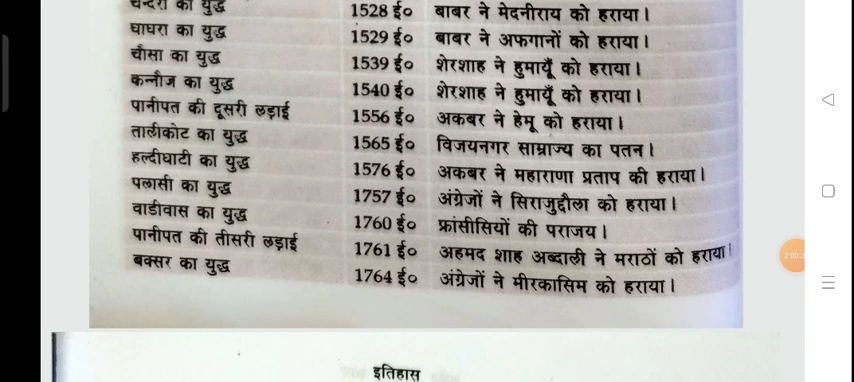 चन्देरी का युद्ध 1528 ई० बाबर ने मेदनीराय को हराया।
घाघरा का युद्ध 1529 ई० बाबर ने अफगानों को हराया।
चौसा का युद्ध 1539 ई० शेरशाह ने हुमायूँ को हराया।
कन्नौज का युद्ध 1540 ई० शेरशाह ने हुमायूँ को हराया।
पानीपत की दूसरी लड़ाई 1556 ई० अकबर ने हेमू को हराया।
तालीकोट का युद्ध 1565 ई० विजयनगर साम्राज्य का पतन।
हल्दीघाटी का युद्ध 1576 ई० अकबर ने महाराणा प्रताप की हराया।
पलासी का युद्ध 1757 ई० अंग्रेजों ने सिराजुद्दौला को हराया।
वाडीवास का युद्ध 1760 ई० फ्रांसीसियों की पराजय।
पानीपत की तीसरी लड़ाई 1761 ई० अहमद शाह अब्दाली ने मराठों को हराया।
बक्सर का युद्ध 1764 ई० अंग्रेजों ने मीरकासिम को हराया।
इतिहास